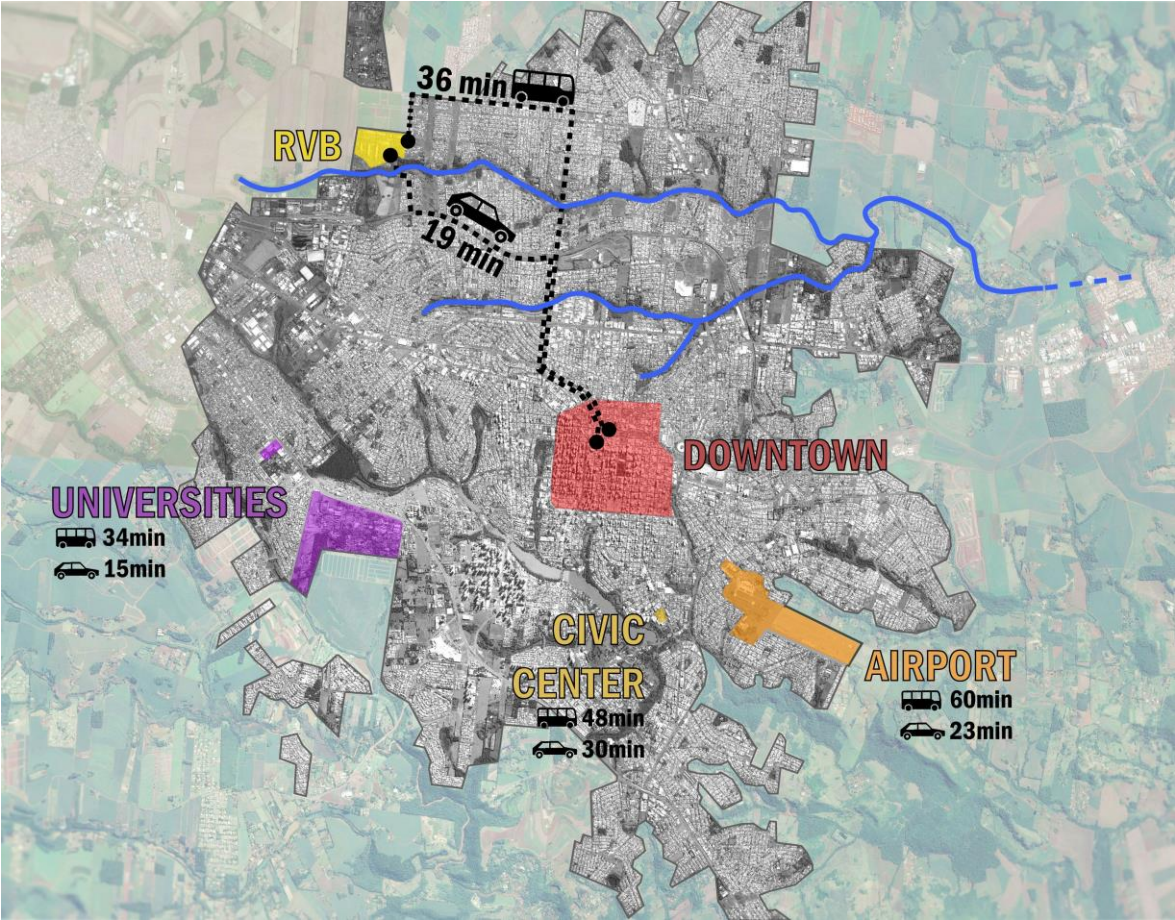 36 min
RVB
19 min
DOWNTOWN
UNIVERSITIES
34min
15min
CIVIC
CENTER
48min
30min
AIRPORT
60min
23min